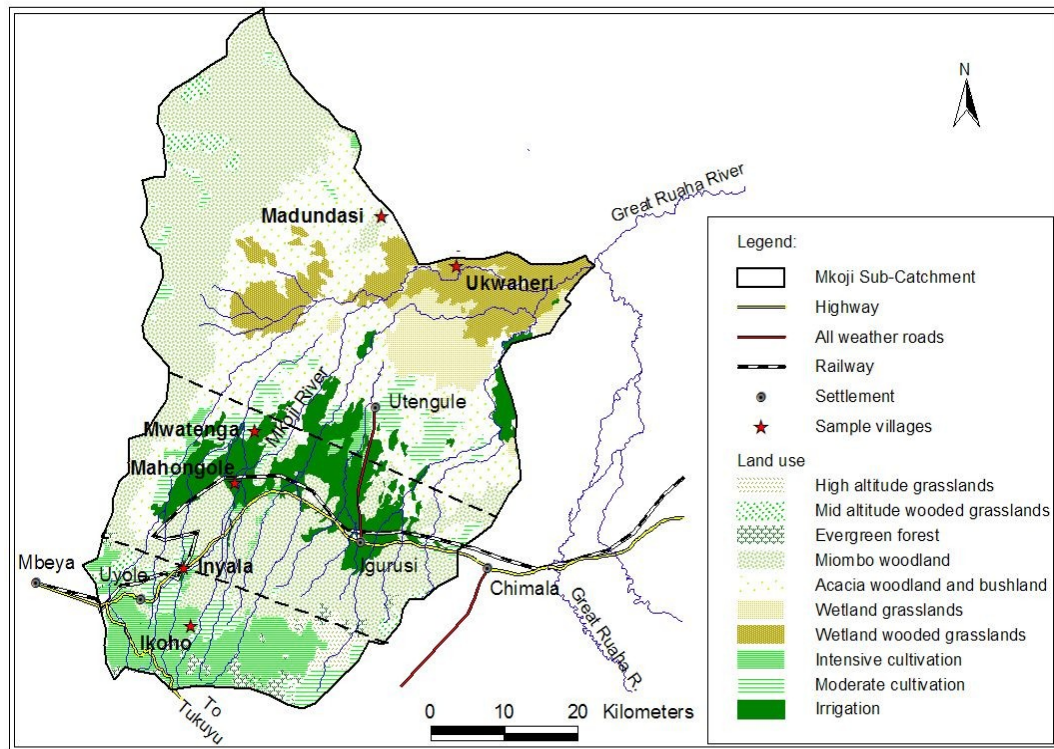 N
Great Ruaha River
Madundasi
Ukwaheri
Mkoji River
Utengule
Mwatenga
Mahongole
Mbeya
Uyole
Inyala
Igurusi
Chimala
Ikoho
Great Ruaha R.
To
Tukuyu
0 10 20 Kilometers
Legend:
Mkoji Sub-Catchment
Highway
All weather roads
Railway
Settlement
Sample villages
Land use
High altitude grasslands
Mid altitude wooded grasslands
Evergreen forest
Miombo woodland
Acacia woodland and bushland
Wetland grasslands
Wetland wooded grasslands
Intensive cultivation
Moderate cultivation
Irrigation